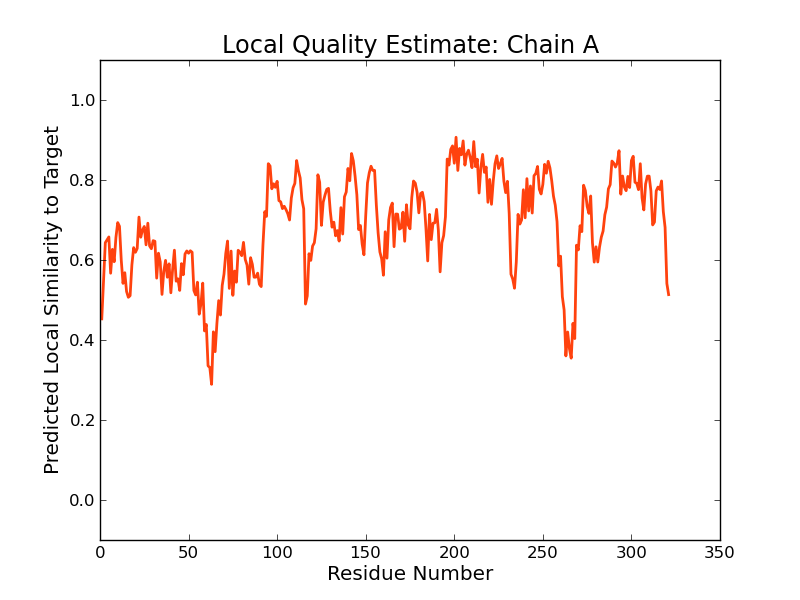 Local Quality Estimate: Chain A
Predicted Local Similarity to Target
1.0
0.8
0.6
0.4
0.2
0.0
0 50 100 150 200 250 300 350
Residue Number